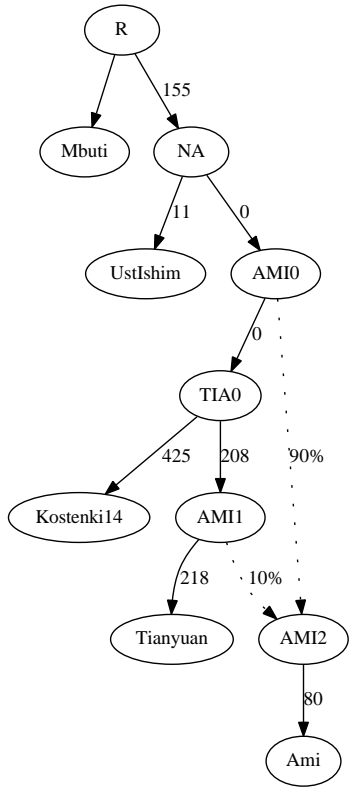 R
155
Mbuti
NA
11
0
UstIshim
AMI0
0
TIA0
425
208
90%
Kostenki14
AMI1
218
10%
Tianyuan
AMI2
80
Ami